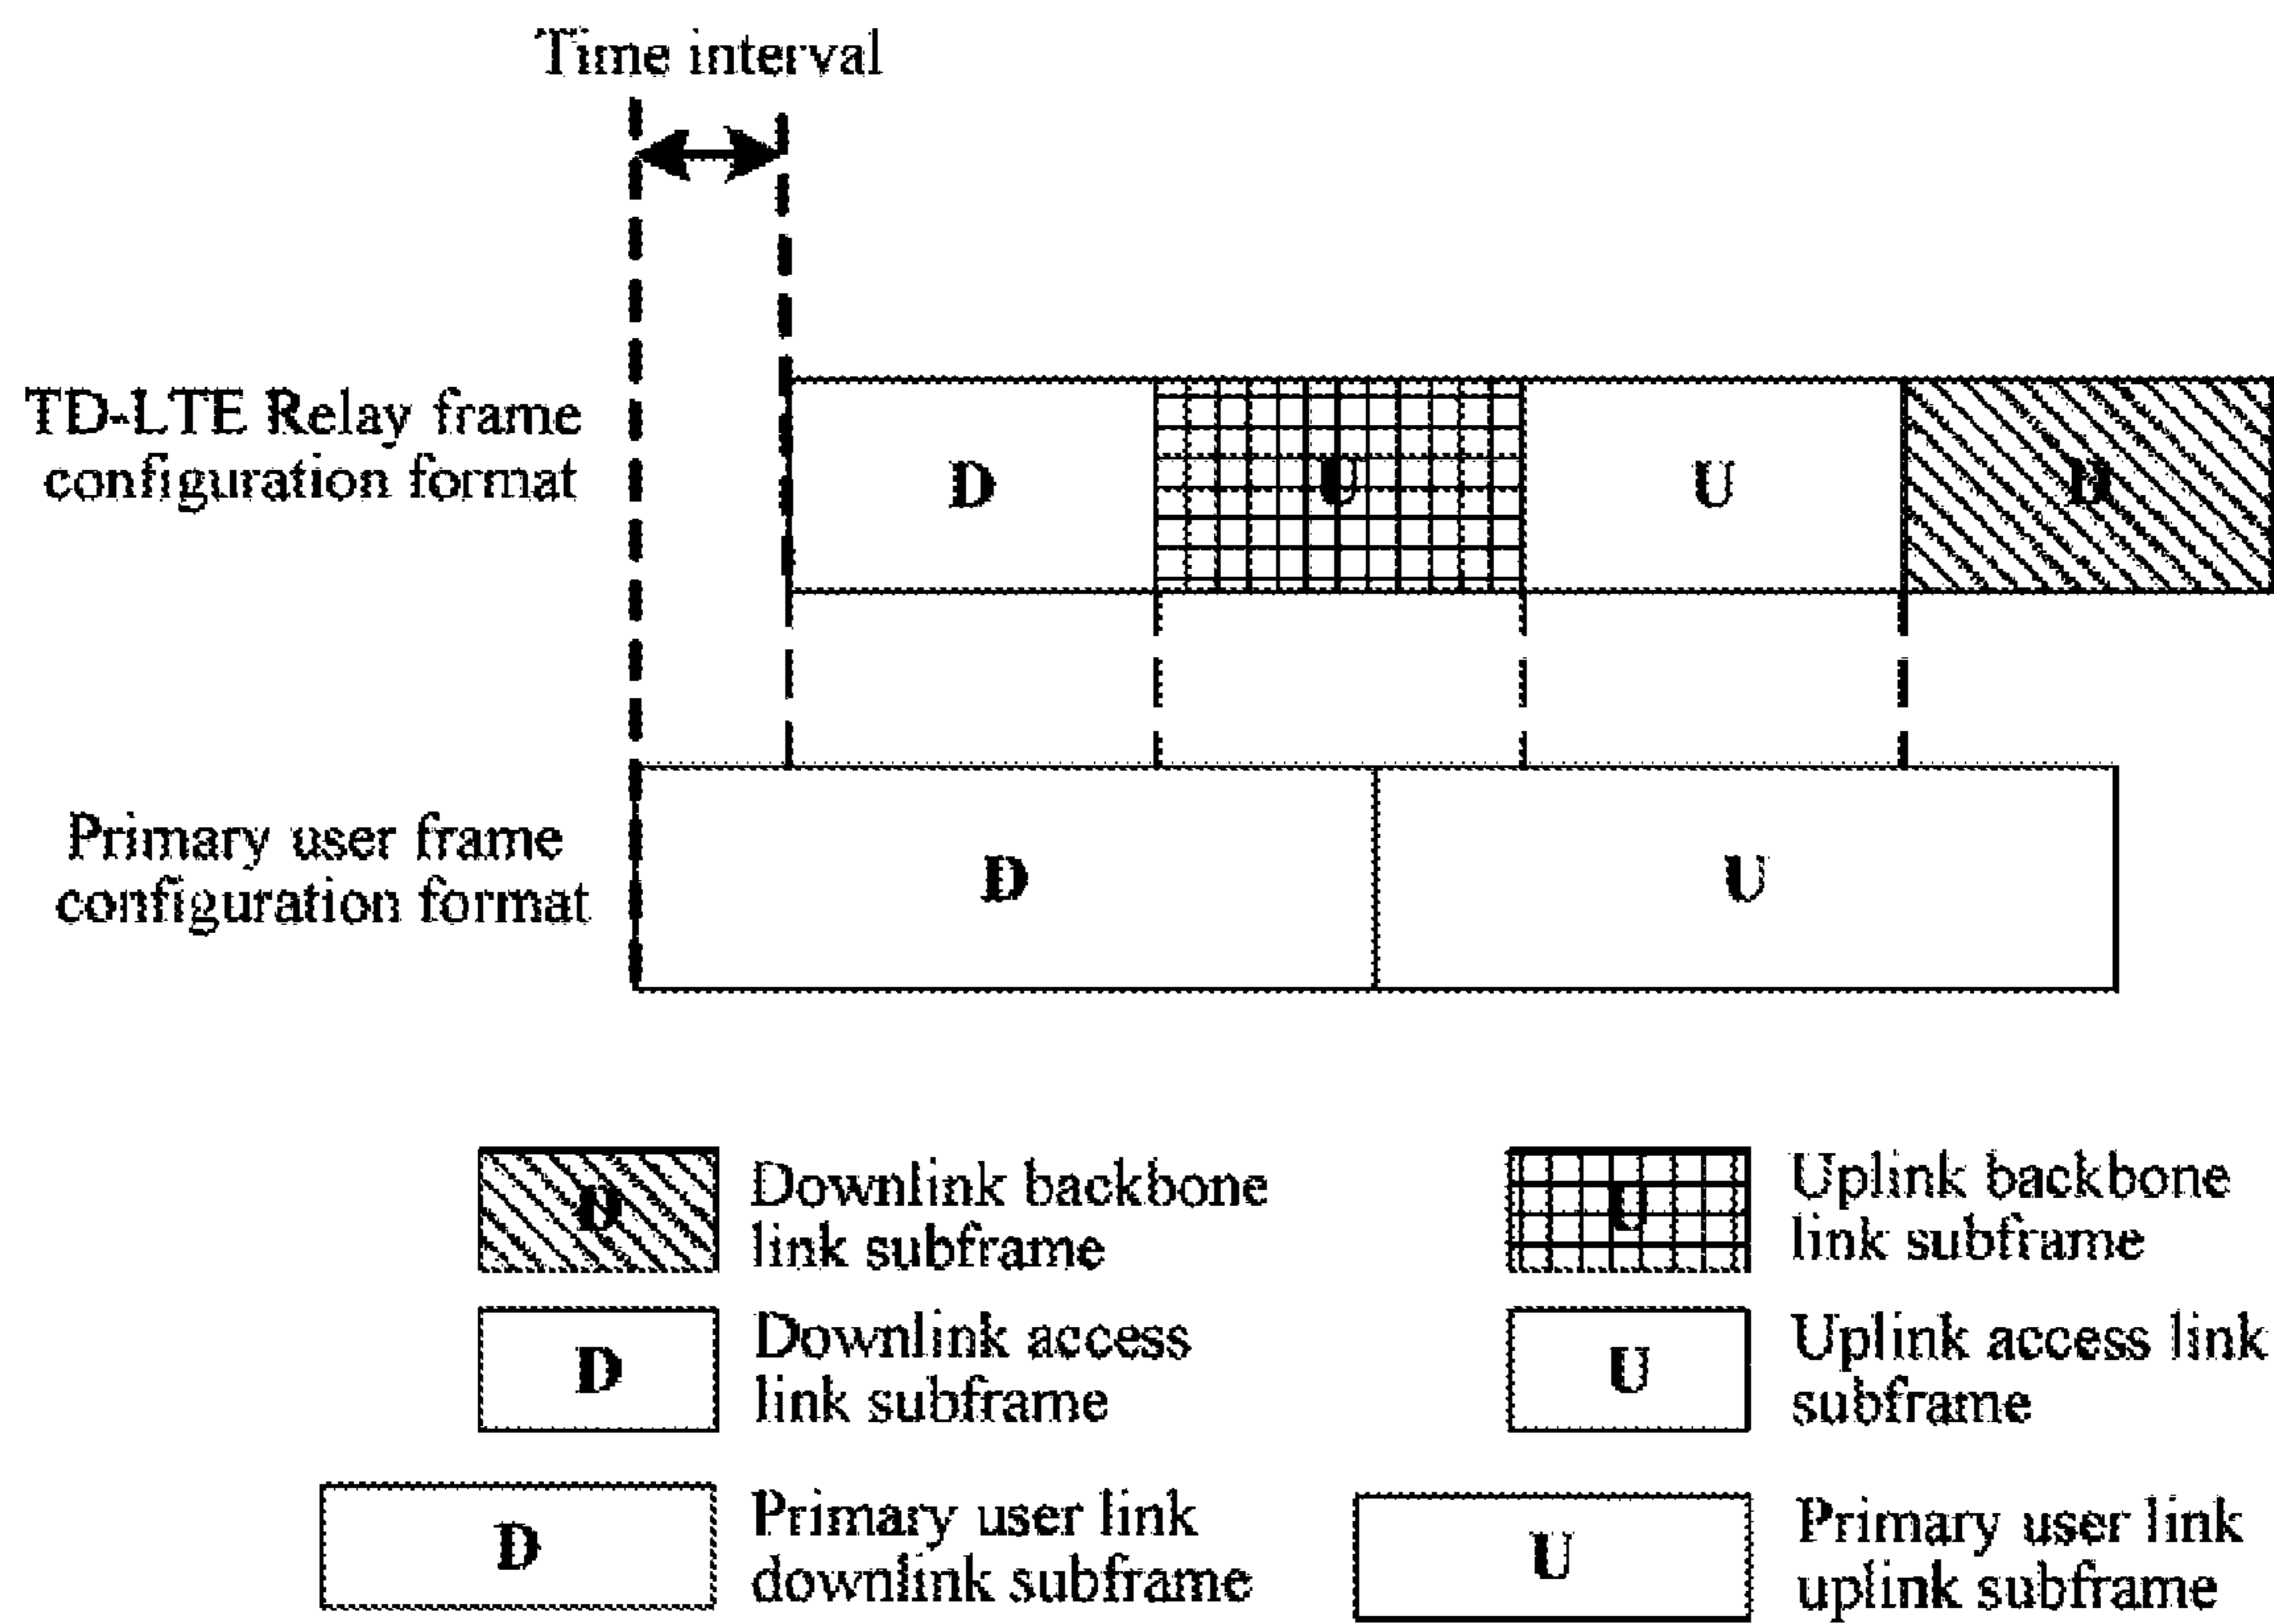 Time interval
TD-LTE Relay frame
configuration format
D
U
U
D
Primary user frame
configuration format
D
U
D
Downlink backbone
link subframe
U
Uplink backbone
link subframe
D
Downlink access
link subframe
U
Uplink access link
subframe
D
Primary user link
downlink subframe
U
Primary user link
uplink subframe